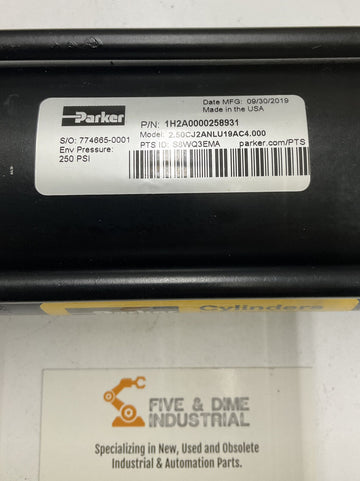 Date MFG: 09/30/2019
Made in the USA
Parker
P/N: 1H2A0000258931
S/O: 774665-0001
Model: 2.50CJ2ANLU19AC4.000
Env Pressure:
250 PSI
PTS ID: S8WQ3EMA
parker.com/PTS
Parker
Cylinders
FIVE & DIME
INDUSTRIAL
Specializing in New, Used and Obsolete
Industrial & Automation Parts.